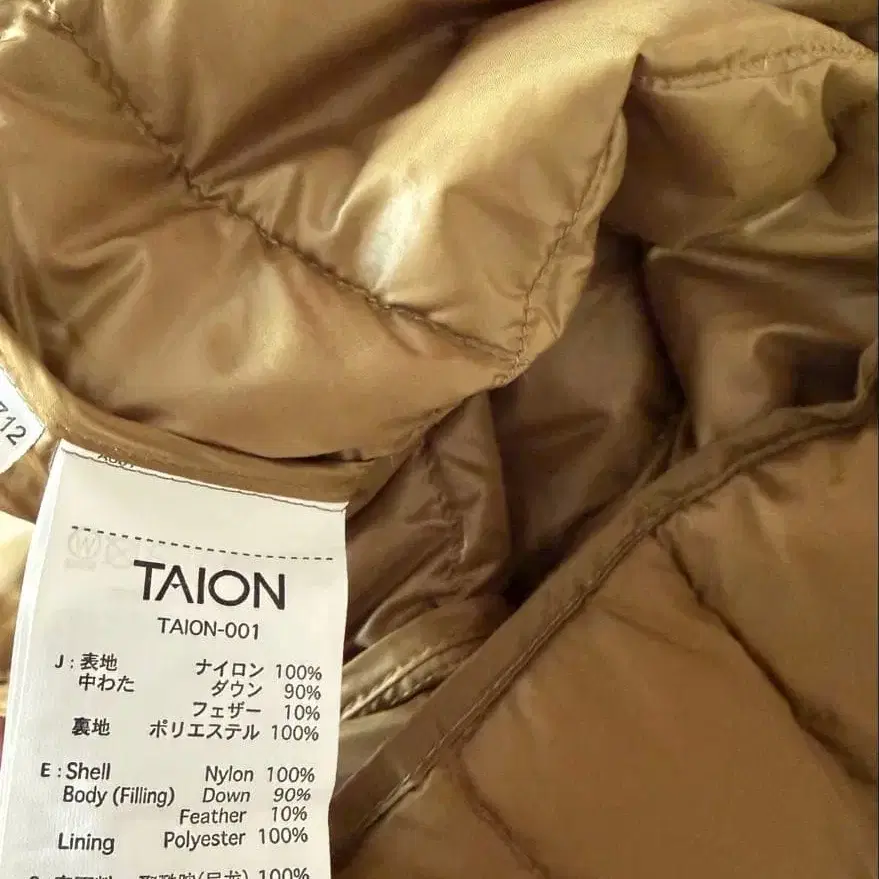 712
TAION
TAION-001
J : 表地 ナイロン 100%
中わた ダウン 90%
フェザー 10%
裏地 ポリエステル 100%
E : Shell Nylon 100%
Body (Filling) Down 90%
Feather 10%
Lining Polyester 100%
100%